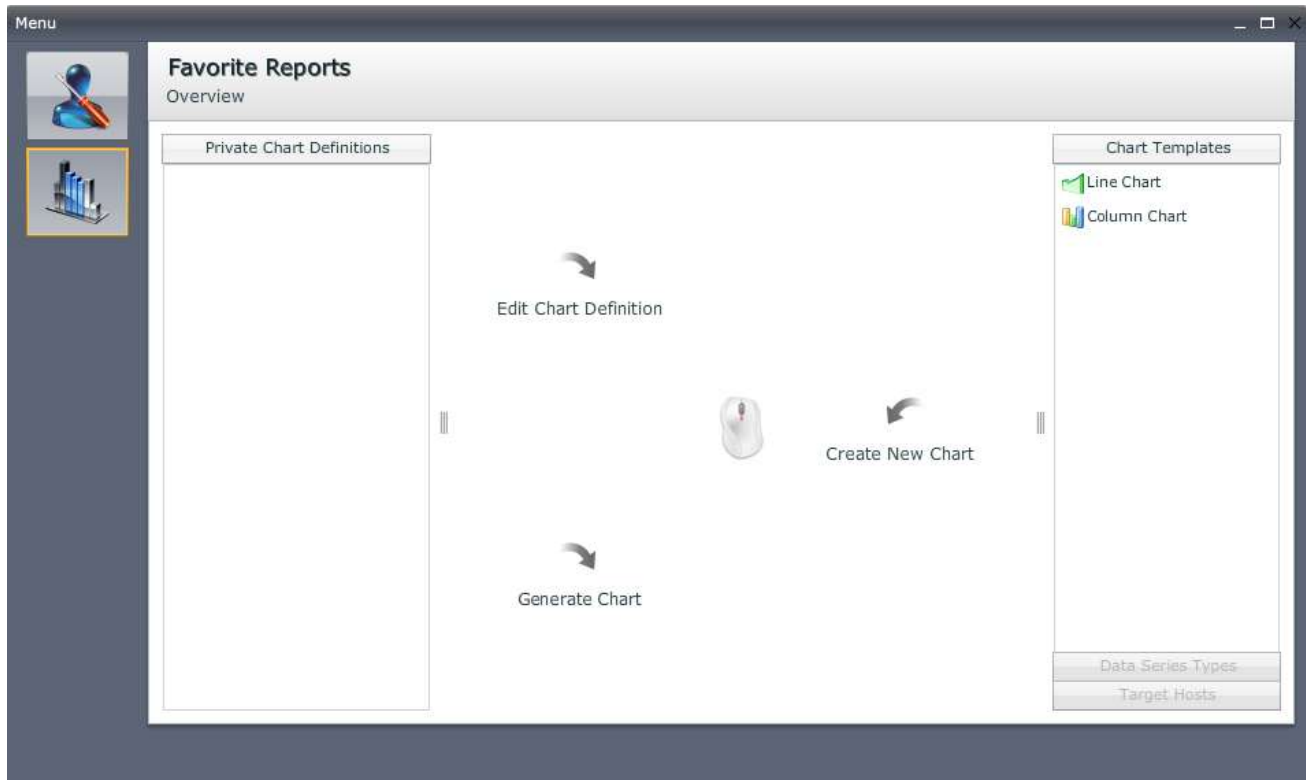 Menu
Favorite Reports
Overview
Private Chart Definitions
Chart Templates
Line Chart
Column Chart
Edit Chart Definition
Create New Chart
Generate Chart
Data Series Types
Target Hosts